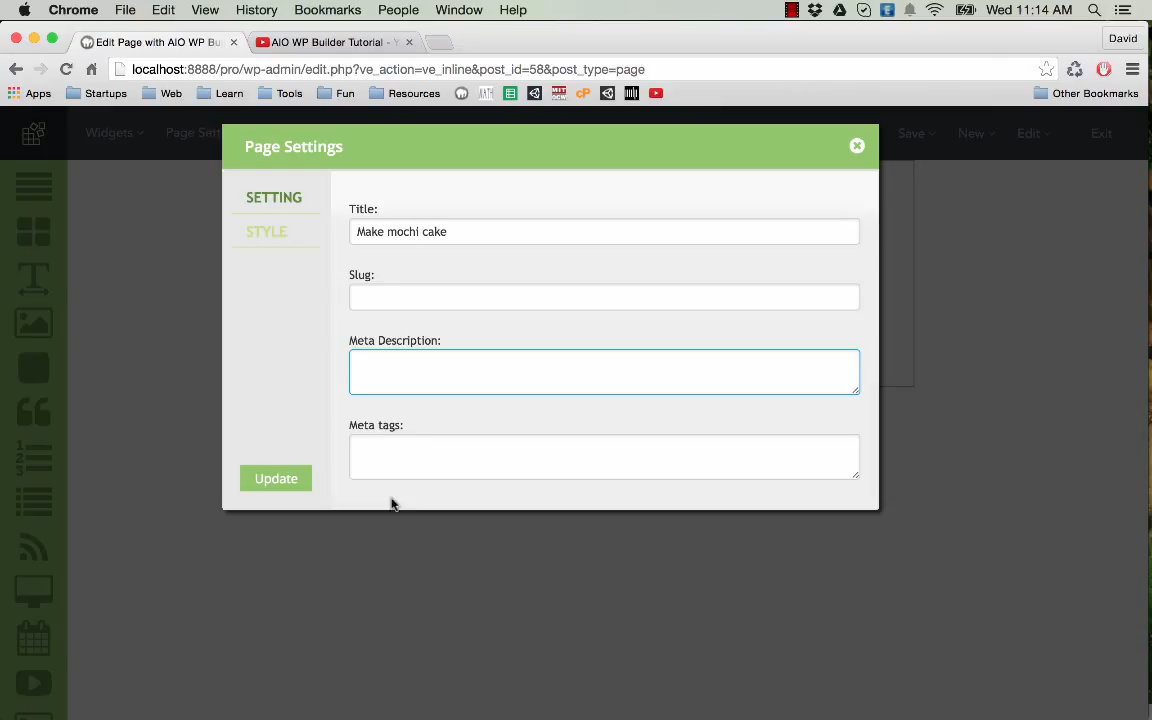 Chrome File Edit View History Bookmarks People Window Help Wed 11:14 AM
Edit Page with AIO WP Bu AIO WP Builder Tutorial - Y David
localhost:8888/pro/wp-admin/edit.php?ve_action=ve_inline&post_id=58&post_type=page
Apps Startups Web Learn Tools Fun Resources Other Bookmarks
Widgets Page Sett Save New Edit Exit
Page Settings
SETTING
STYLE
Title:
Make mochi cake
Slug:
Meta Description:
Meta tags:
Update